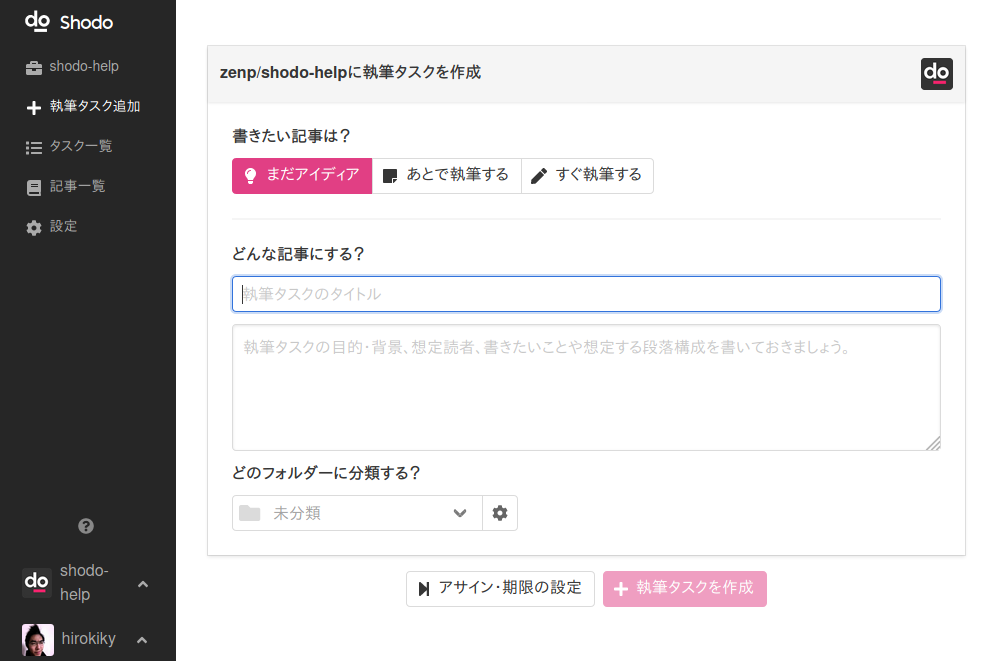 do Shodo
shodo-help
執筆タスク追加
タスク一覧
記事一覧
設定
?
do shodo-
help
hirokiky
zenp/shodo-helpに執筆タスクを作成
do
書きたい記事は?
まだアイディア
あとで執筆する
すぐ執筆する
どんな記事にする?
執筆タスクのタイトル
執筆タスクの目的・背景、想定読者、書きたいことや想定する段落構成を書いておきましょう。
どのフォルダーに分類する?
未分類
アサイン・期限の設定
執筆タスクを作成